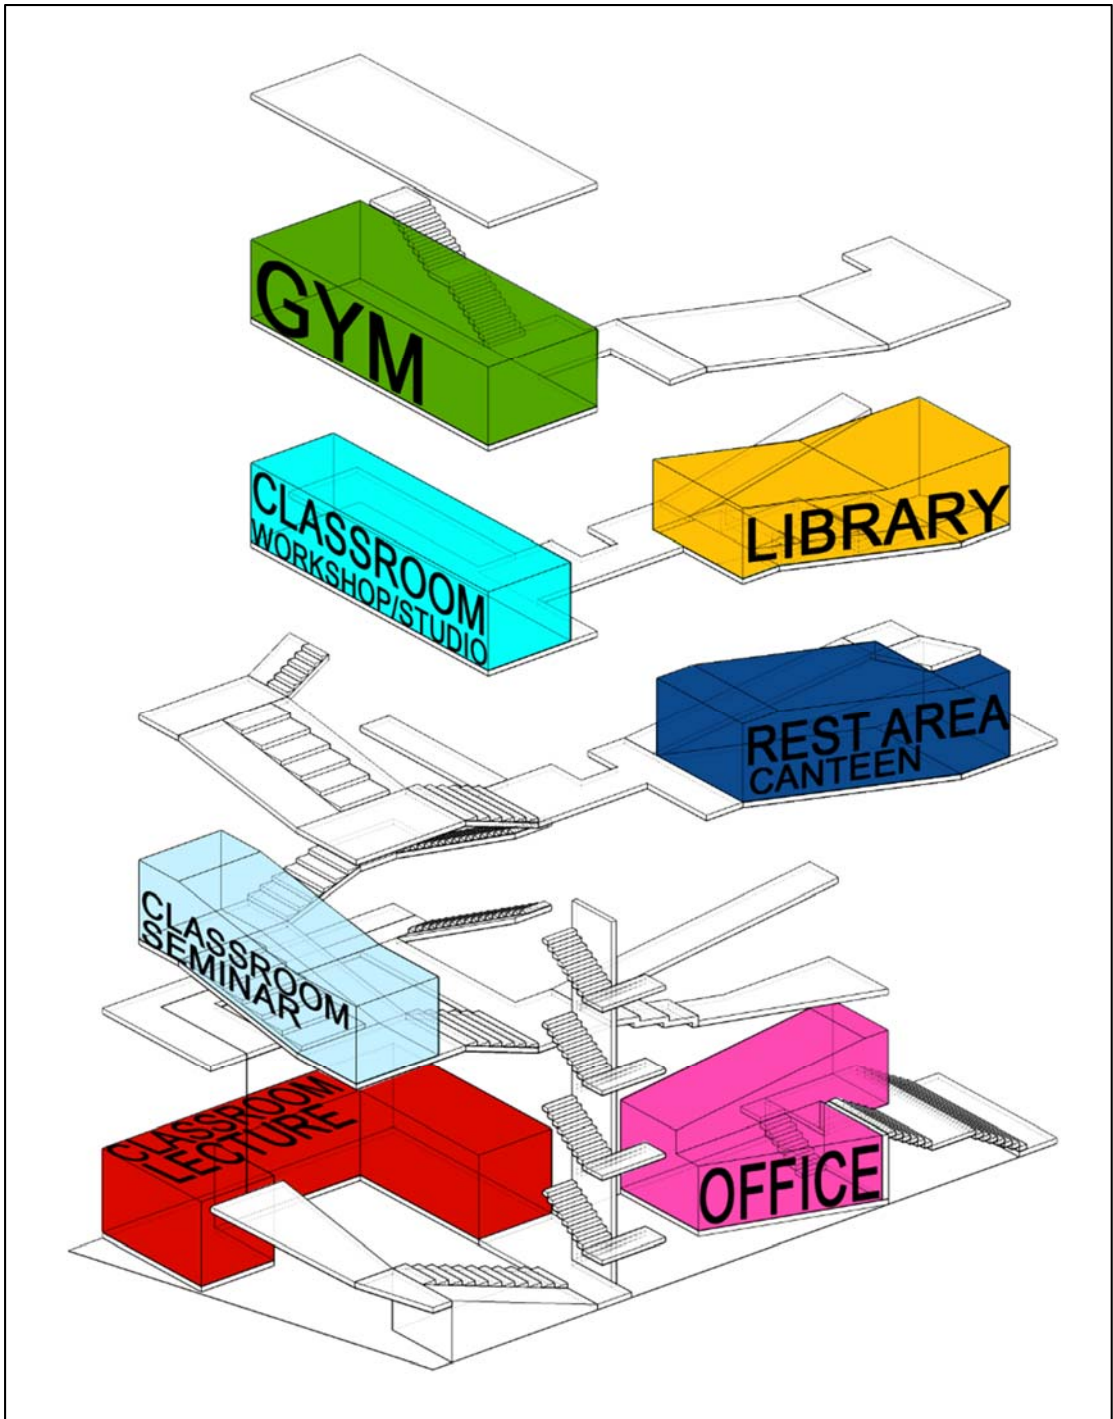 GYM
CLASSROOM
WORKSHOP/STUDIO
LIBRARY
REST AREA
CANTEEN
CLASSROOM
SEMINAR
CLASSROOM
LECTURE
OFFICE